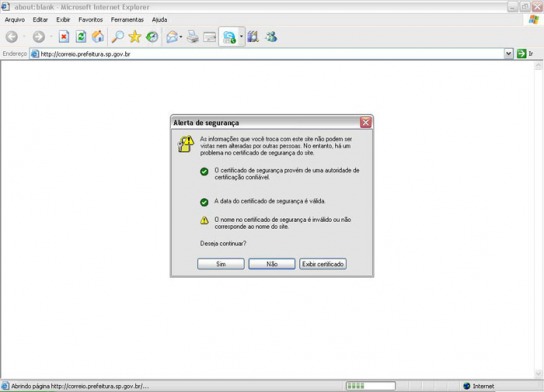 about:blank - Microsoft Internet Explorer
Arquivo Editar Exibir Favoritos Ferramentas Ajuda
Endereço http://correio.prefeitura.sp.gov.br Ir
Alerta de segurança
As informações que você troca com este site não podem ser
vistas nem alteradas por outras pessoas. No entanto, há um
problema no certificado de segurança do site.
O certificado de segurança provém de uma autoridade de
certificação confiável.
A data do certificado de segurança é válida.
O nome no certificado de segurança é inválido ou não
corresponde ao nome do site.
Deseja continuar?
Sim Não Exibir certificado
Abrindo página http://correio.prefeitura.sp.gov.br/... Internet